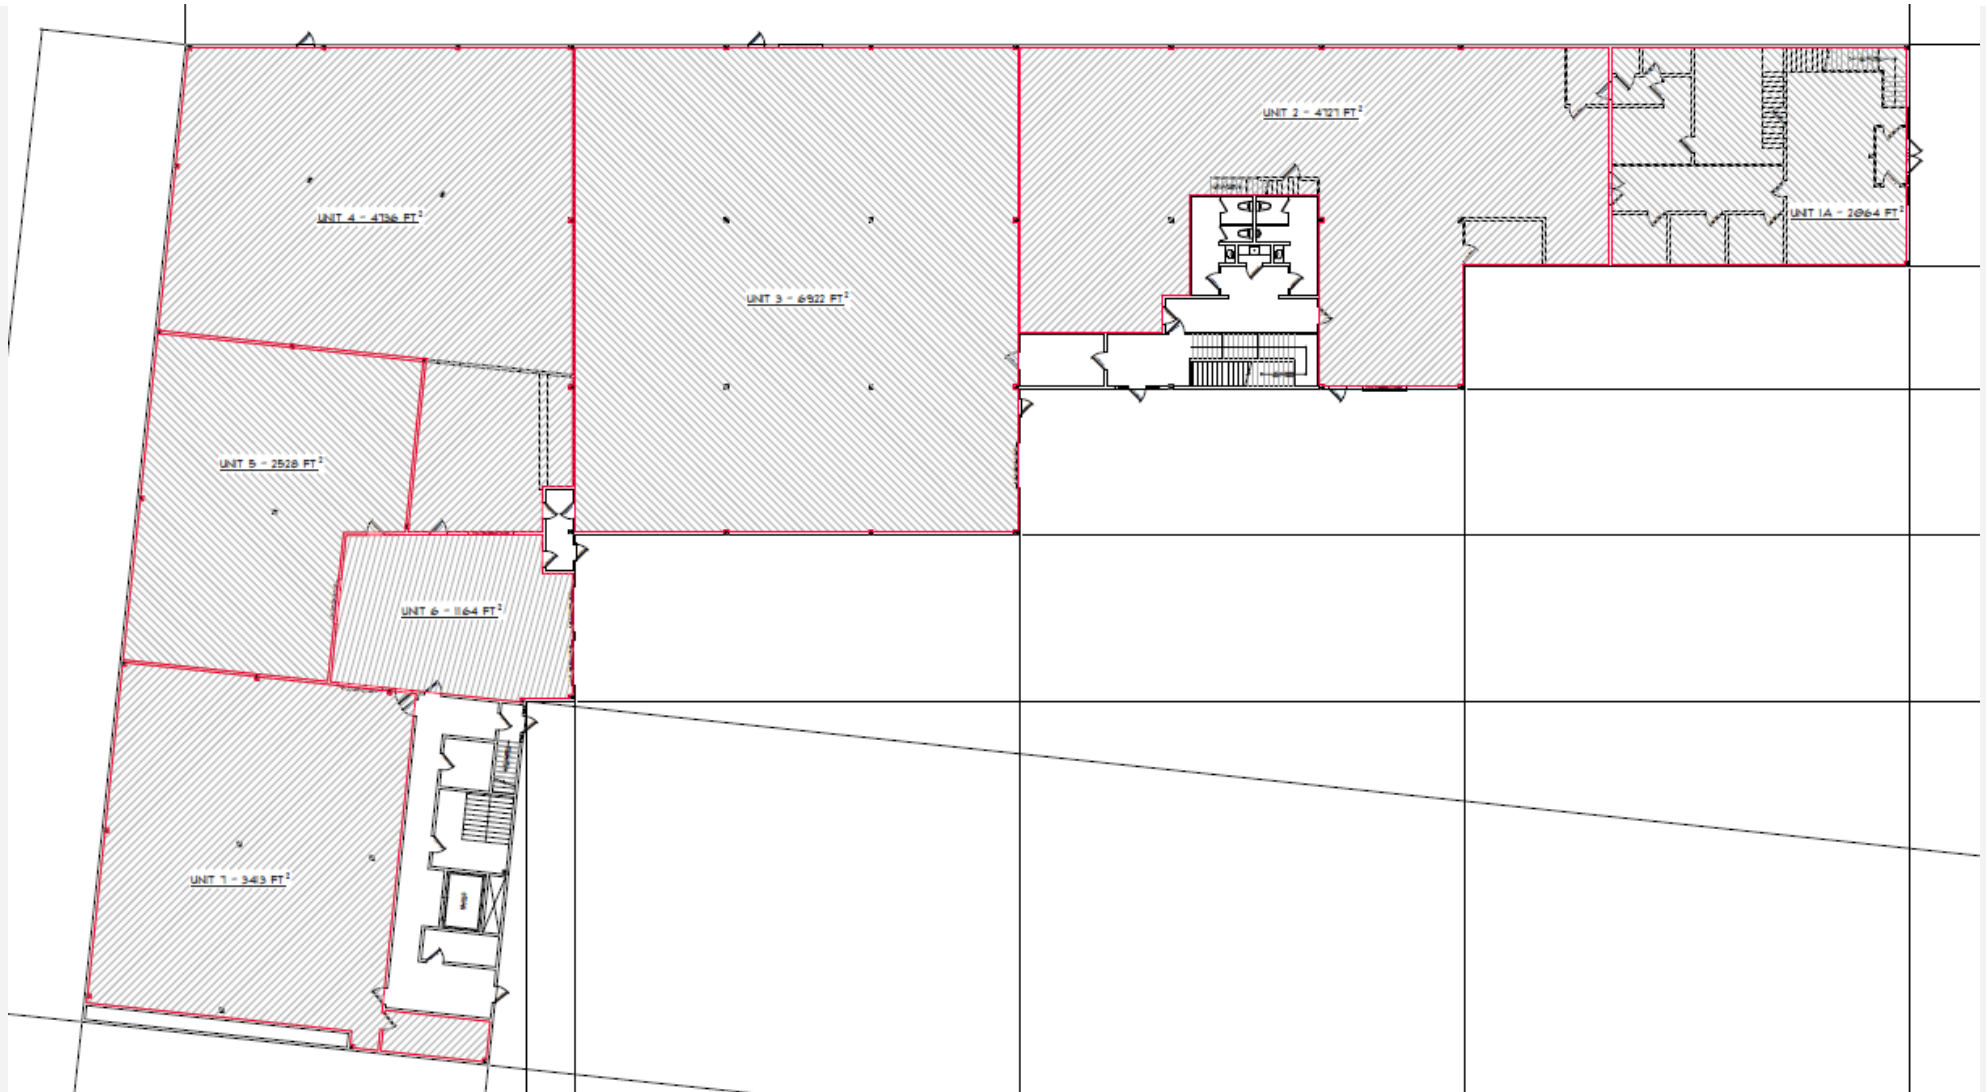 UNIT 2 - 4727 FT²
UNIT 4 - 4736 FT²
UNIT 1A - 2064 FT²
UNIT 3 - 6922 FT²
UNIT 5 - 2528 FT²
UNIT 6 - 1164 FT²
UNIT 7 - 3413 FT²